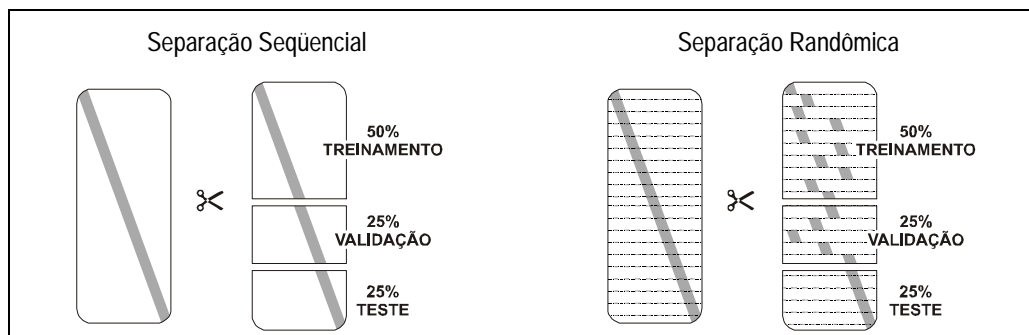 Separação Seqüencial
50%
TREINAMENTO
25%
VALIDAÇÃO
25%
TESTE
Separação Randômica
50%
TREINAMENTO
25%
VALIDAÇÃO
25%
TESTE